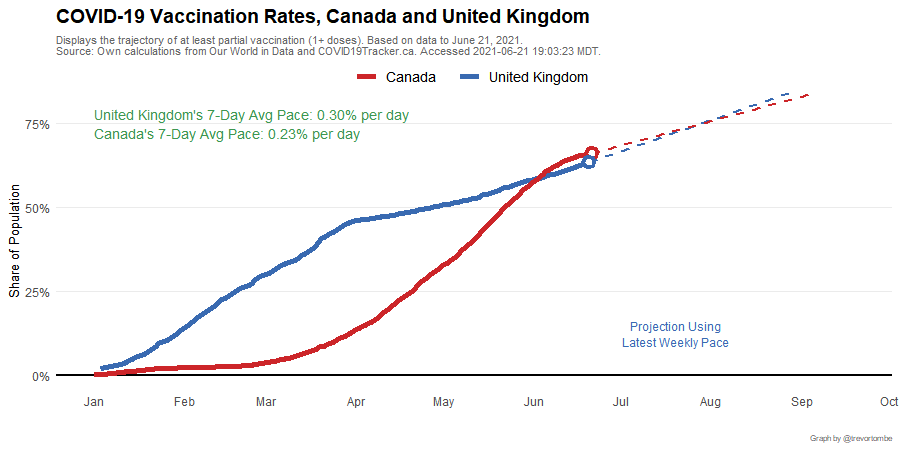 COVID-19 Vaccination Rates, Canada and United Kingdom
Displays the trajectory of at least partial vaccination (1+ doses). Based on data to June 21, 2021.
Source: Own calculations from Our World in Data and COVID19Tracker.ca. Accessed 2021-06-21 19:03:23 MDT.
Canada United Kingdom
United Kingdom's 7-Day Avg Pace: 0.30% per day
Canada's 7-Day Avg Pace: 0.23% per day
75%
50%
25%
0%
Share of Population
Projection Using
Latest Weekly Pace
Jan Feb Mar Apr May Jun Jul Aug Sep Oct
Graph by @trevortombe